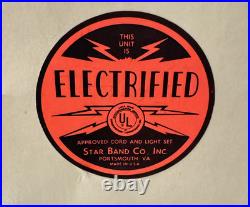 THIS
UNIT
IS
ELECTRIFIED
UL
APPROVED CORD AND LIGHT SET
STAR BAND CO., INC.
PORTSMOUTH VA
MADE IN U.S.A.